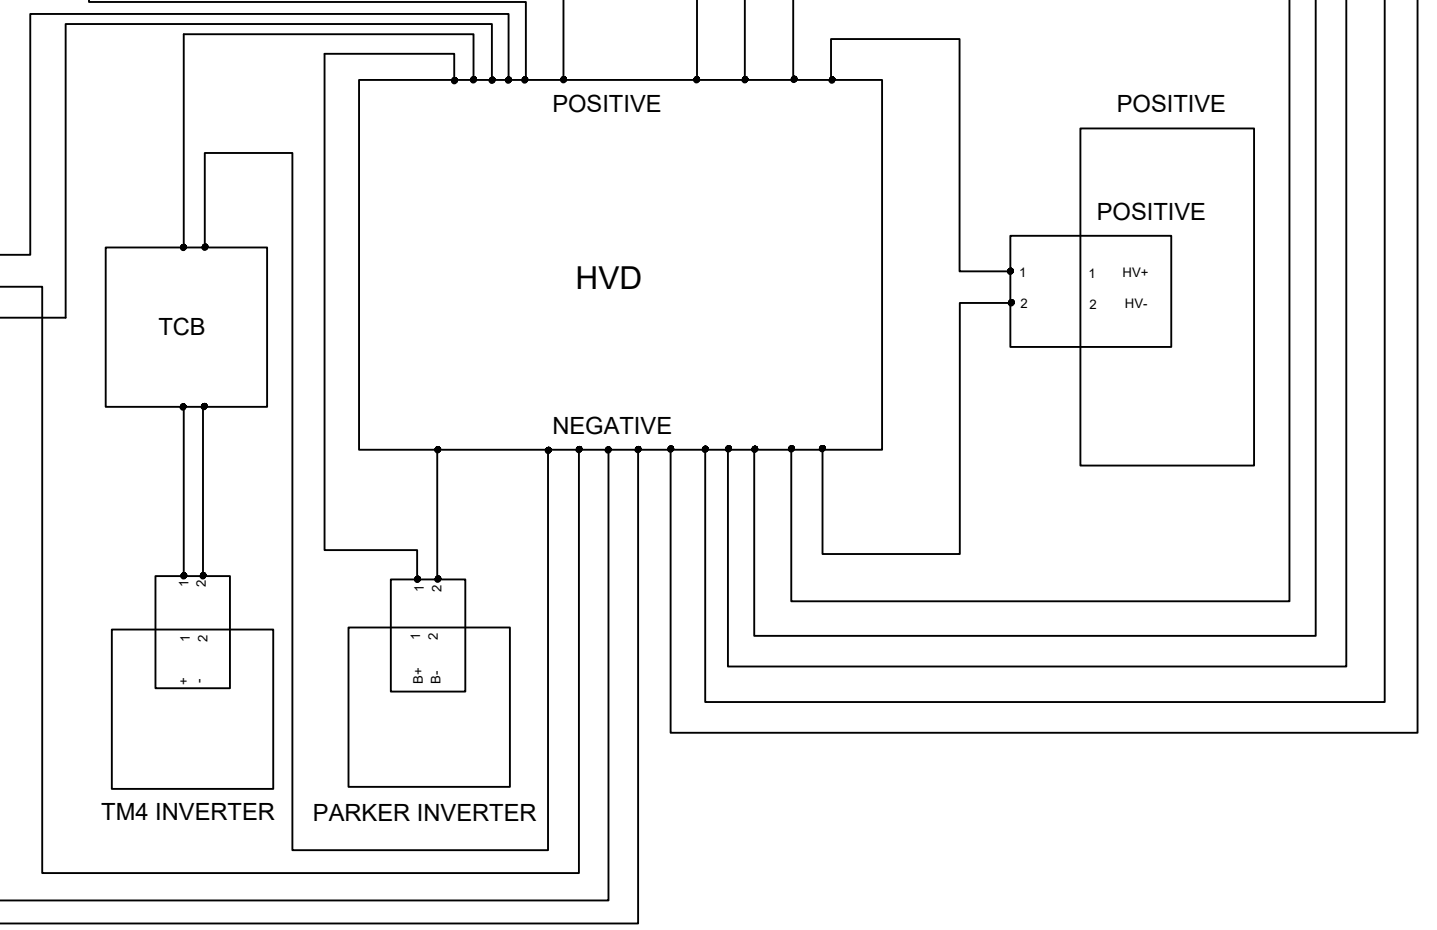 POSITIVE
POSITIVE
POSITIVE
HVD
1 1 HV+
2 2 HV-
TCB
NEGATIVE
1 2
1 2
+ -
TM4 INVERTER
1 2
1 2
B+ B-
PARKER INVERTER